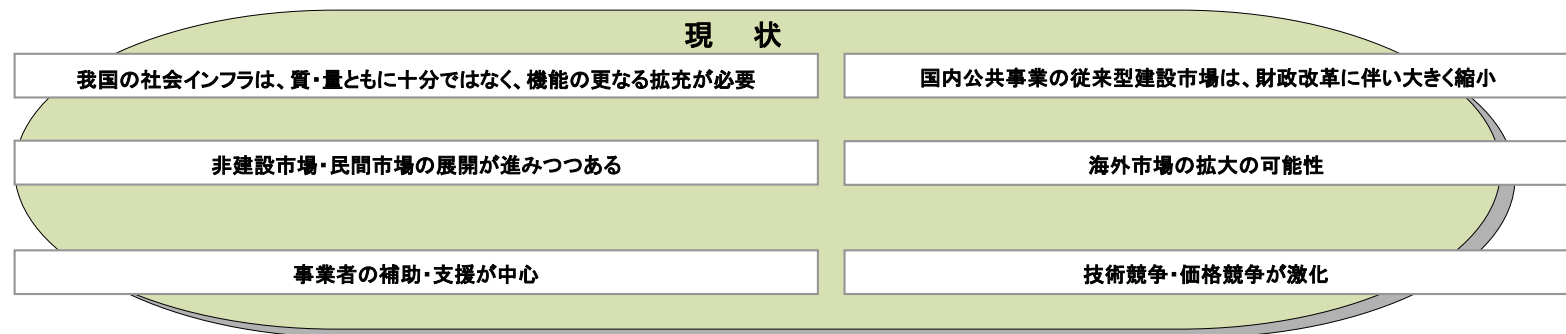 現　状
我国の社会インフラは、質・量ともに十分ではなく、機能の更なる拡充が必要
国内公共事業の従来型建設市場は、財政改革に伴い大きく縮小
非建設市場・民間市場の展開が進みつつある
海外市場の拡大の可能性
事業者の補助・支援が中心
技術競争・価格競争が激化